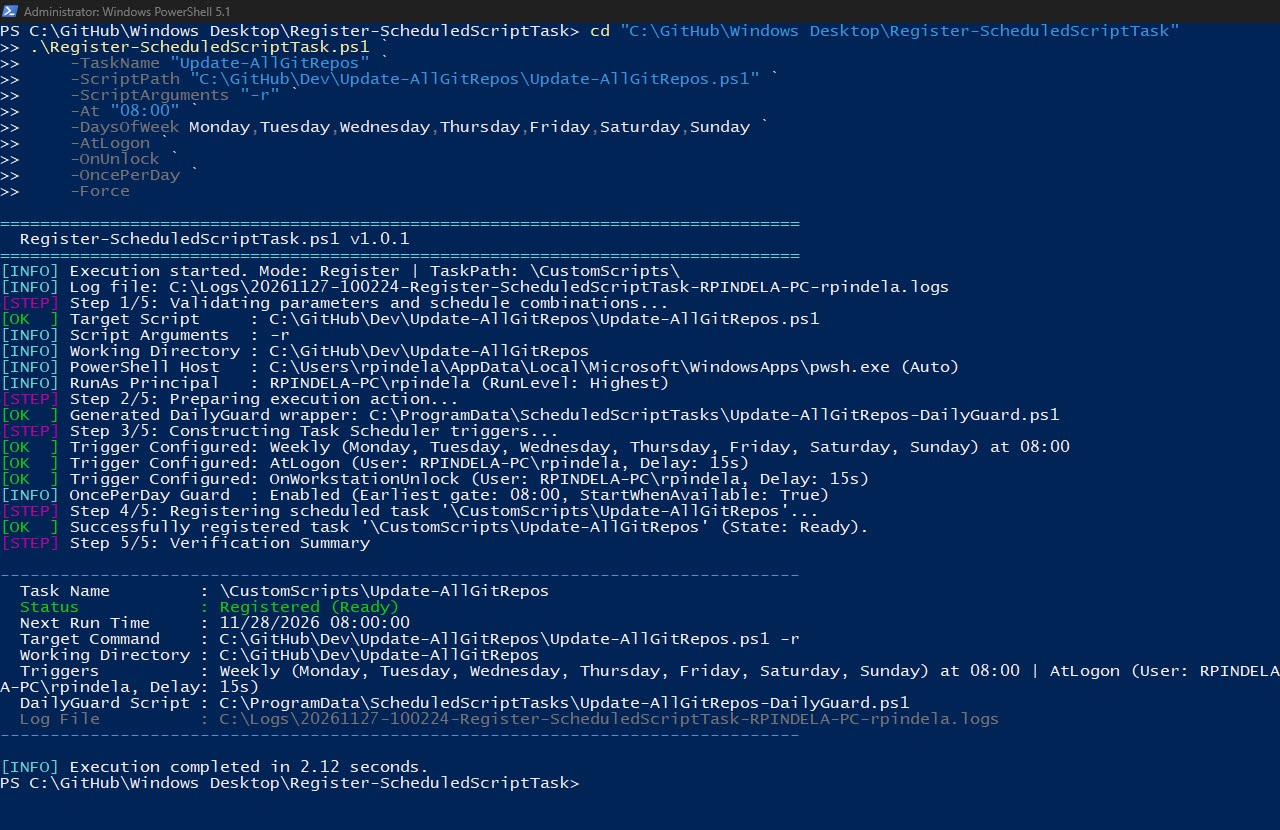 Administrator: Windows PowerShell 5.1
PS C:\GitHub\Windows Desktop\Register-ScheduledScriptTask> cd "C:\GitHub\Windows Desktop\Register-ScheduledScriptTask"
>> .\Register-ScheduledScriptTask.ps1 `
>>     -TaskName "Update-AllGitRepos" `
>>     -ScriptPath "C:\GitHub\Dev\Update-AllGitRepos\Update-AllGitRepos.ps1" `
>>     -ScriptArguments "-r" `
>>     -At "08:00" `
>>     -DaysOfWeek Monday,Tuesday,Wednesday,Thursday,Friday,Saturday,Sunday `
>>     -AtLogon `
>>     -OnUnlock `
>>     -OncePerDay `
>>     -Force
================================================================================
  Register-ScheduledScriptTask.ps1 v1.0.1
================================================================================
[INFO] Execution started. Mode: Register | TaskPath: \CustomScripts\
[INFO] Log file: C:\Logs\20261127-100224-Register-ScheduledScriptTask-RPINDELA-PC-rpindela.logs
[STEP] Step 1/5: Validating parameters and schedule combinations...
[OK  ] Target Script     : C:\GitHub\Dev\Update-AllGitRepos\Update-AllGitRepos.ps1
[INFO] Script Arguments  : -r
[INFO] Working Directory : C:\GitHub\Dev\Update-AllGitRepos
[INFO] PowerShell Host   : C:\Users\rpindela\AppData\Local\Microsoft\WindowsApps\pwsh.exe (Auto)
[INFO] RunAs Principal   : RPINDELA-PC\rpindela (RunLevel: Highest)
[STEP] Step 2/5: Preparing execution action...
[OK  ] Generated DailyGuard wrapper: C:\ProgramData\ScheduledScriptTasks\Update-AllGitRepos-DailyGuard.ps1
[STEP] Step 3/5: Constructing Task Scheduler triggers...
[OK  ] Trigger Configured: Weekly (Monday, Tuesday, Wednesday, Thursday, Friday, Saturday, Sunday) at 08:00
[OK  ] Trigger Configured: AtLogon (User: RPINDELA-PC\rpindela, Delay: 15s)
[OK  ] Trigger Configured: OnWorkstationUnlock (User: RPINDELA-PC\rpindela, Delay: 15s)
[INFO] OncePerDay Guard  : Enabled (Earliest gate: 08:00, StartWhenAvailable: True)
[STEP] Step 4/5: Registering scheduled task '\CustomScripts\Update-AllGitRepos'...
[OK  ] Successfully registered task '\CustomScripts\Update-AllGitRepos' (State: Ready).
[STEP] Step 5/5: Verification Summary
--------------------------------------------------------------------------------
  Task Name         : \CustomScripts\Update-AllGitRepos
  Status            : Registered (Ready)
  Next Run Time     : 11/28/2026 08:00:00
  Target Command    : C:\GitHub\Dev\Update-AllGitRepos\Update-AllGitRepos.ps1 -r
  Working Directory : C:\GitHub\Dev\Update-AllGitRepos
  Triggers          : Weekly (Monday, Tuesday, Wednesday, Thursday, Friday, Saturday, Sunday) at 08:00 | AtLogon (User: RPINDEL
A-PC\rpindela, Delay: 15s)
  DailyGuard Script : C:\ProgramData\ScheduledScriptTasks\Update-AllGitRepos-DailyGuard.ps1
  Log File          : C:\Logs\20261127-100224-Register-ScheduledScriptTask-RPINDELA-PC-rpindela.logs
--------------------------------------------------------------------------------
[INFO] Execution completed in 2.12 seconds.
PS C:\GitHub\Windows Desktop\Register-ScheduledScriptTask>